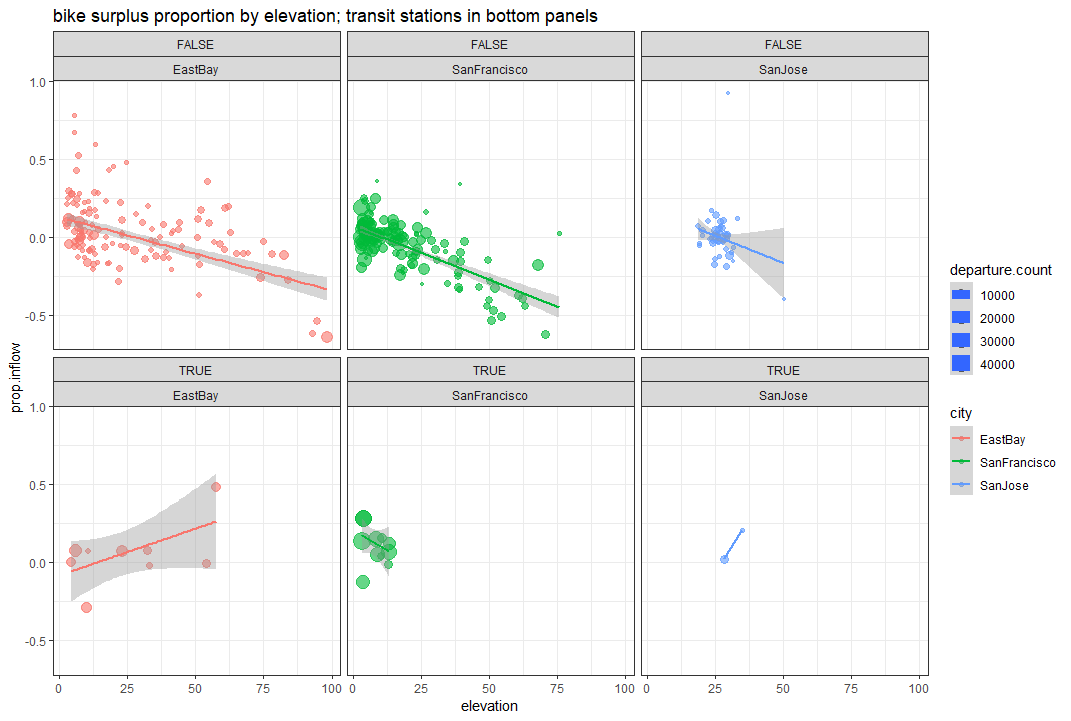 bike surplus proportion by elevation; transit stations in bottom panels
FALSE
FALSE
FALSE
EastBay
SanFrancisco
SanJose
1.0
0.5
0.0
-0.5
TRUE
TRUE
TRUE
EastBay
SanFrancisco
SanJose
1.0
0.5
0.0
-0.5
prop.inflow
0 25 50 75 100
0 25 50 75 100
0 25 50 75 100
elevation
departure.count
10000
20000
30000
40000
city
EastBay
SanFrancisco
SanJose